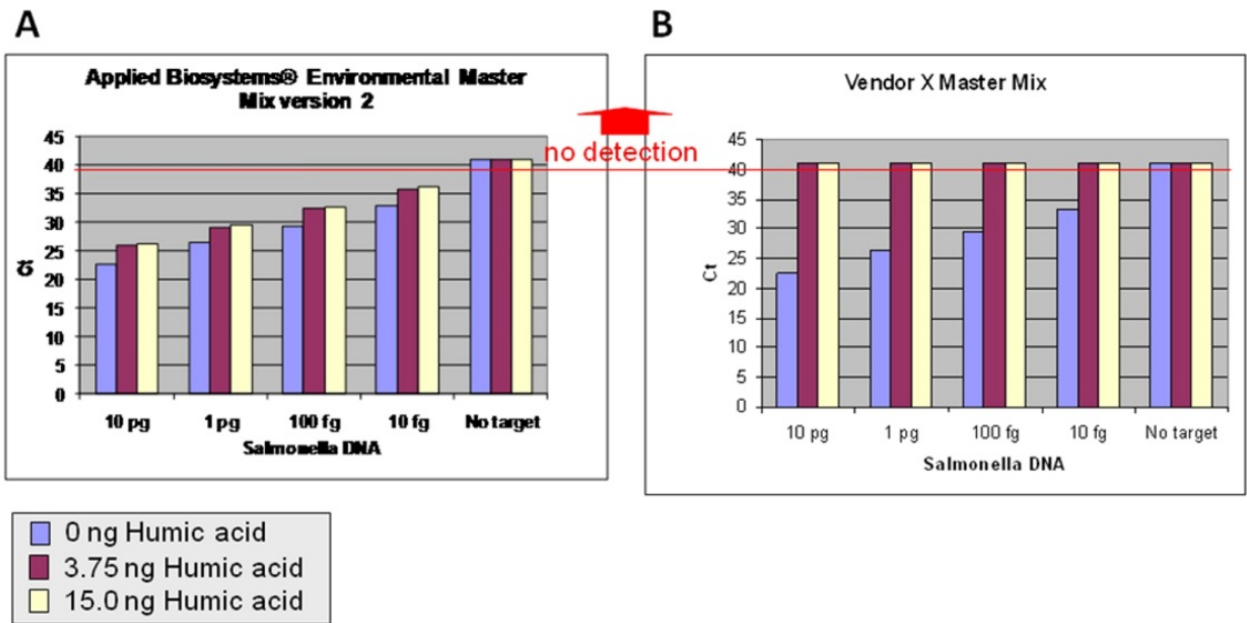 A
B
Applied Biosystems® Environmental Master
Mix version 2
Vendor X Master Mix
no detection
45
40
35
30
25
20
15
10
5
0
Ct
10 pg 1 pg 100 fg 10 fg No target
Salmonella DNA
45
40
35
30
25
20
15
10
5
0
Ct
10 pg 1 pg 100 fg 10 fg No target
Salmonella DNA
0 ng Humic acid
3.75 ng Humic acid
15.0 ng Humic acid